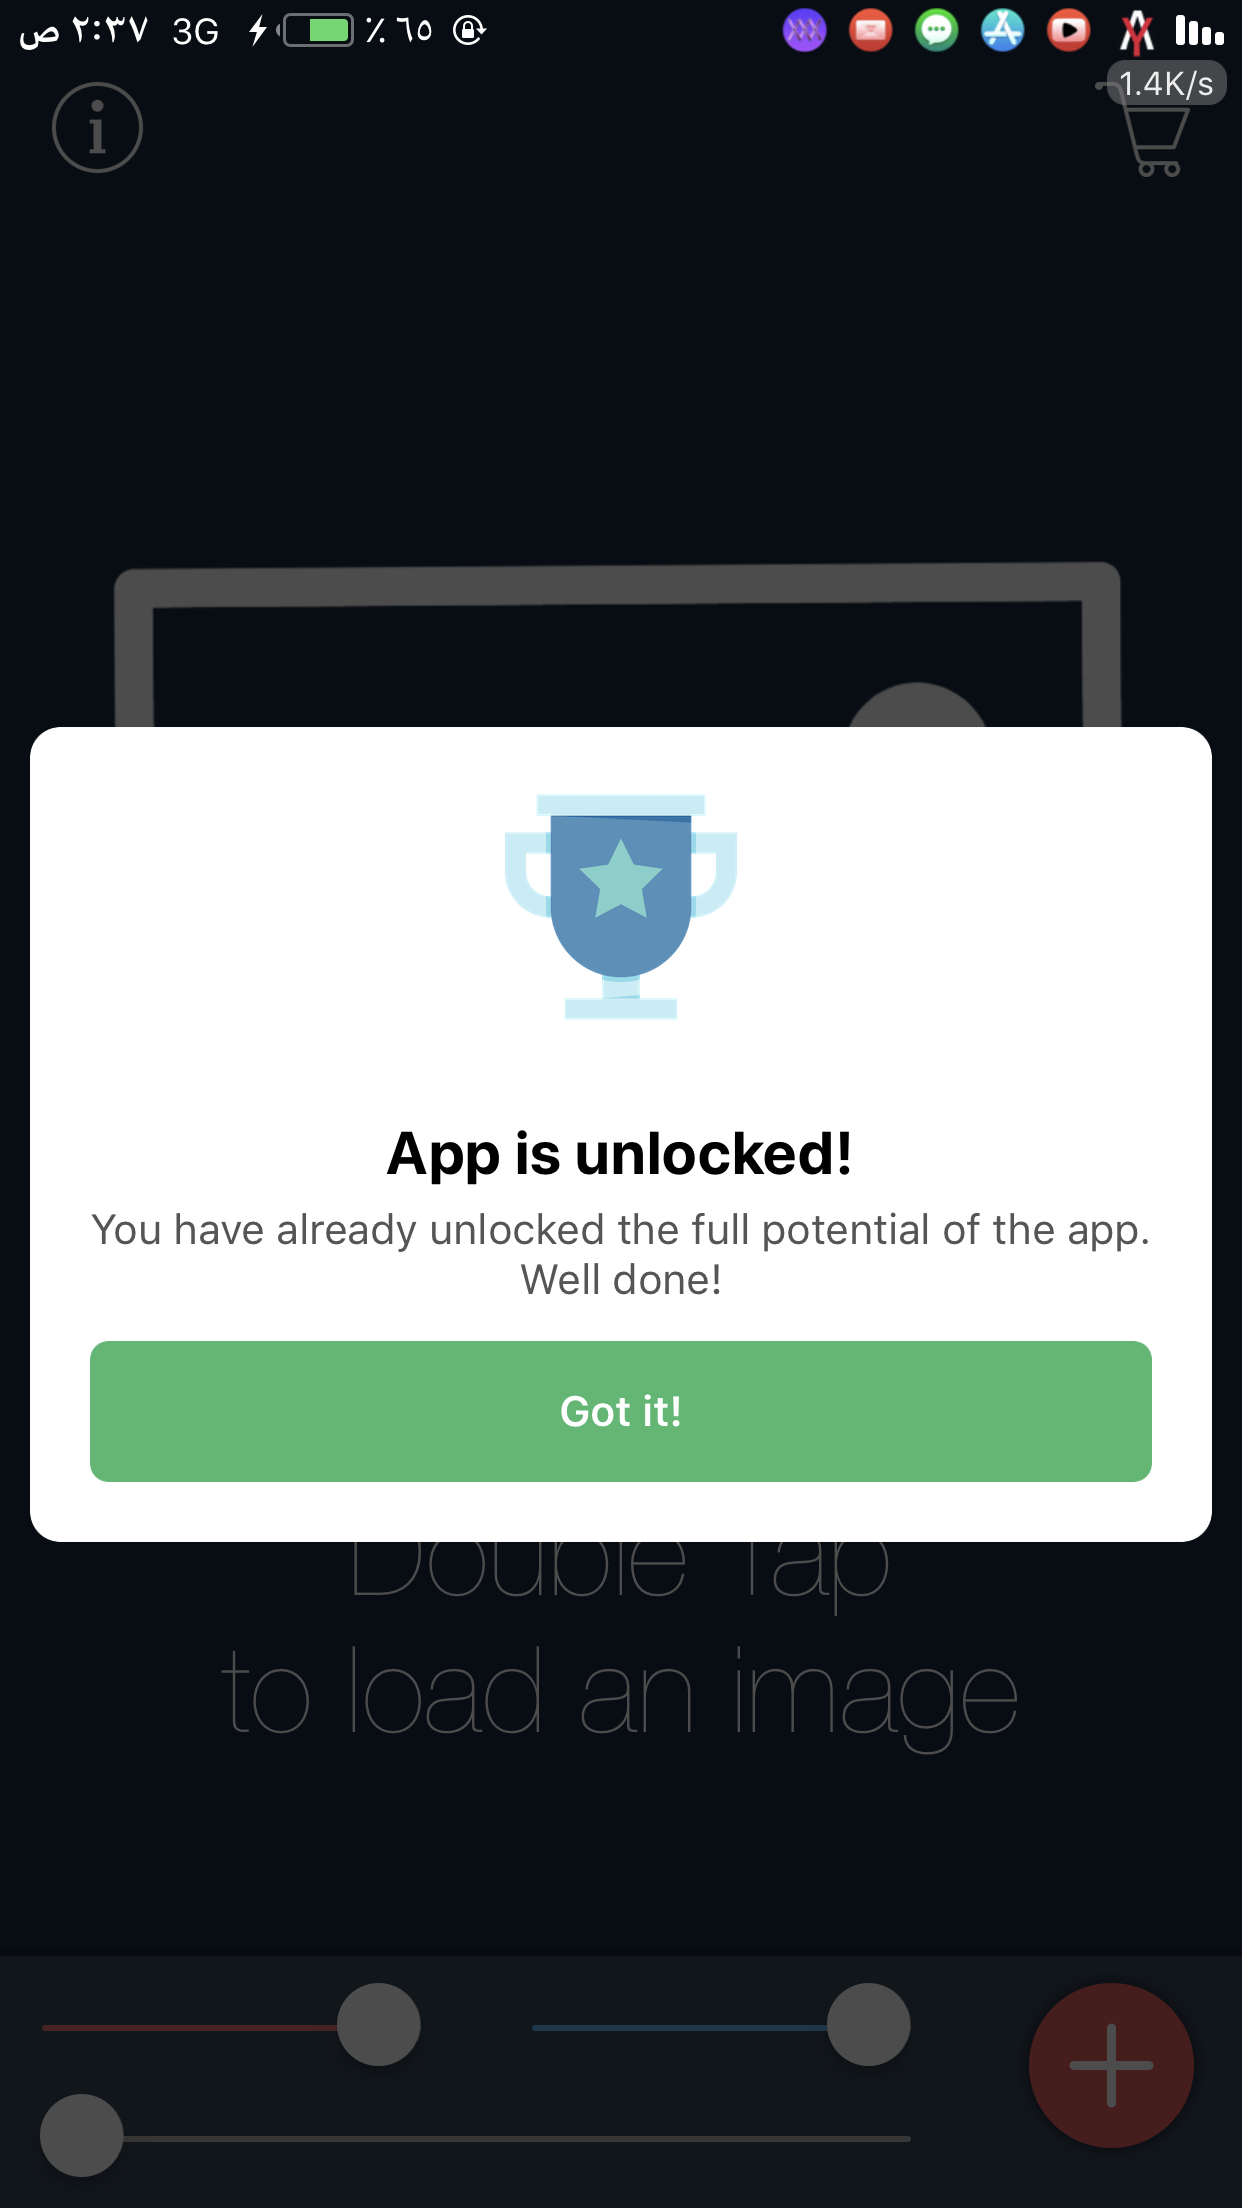 ص ٢:٣٧ 3G ٪ ٦٥
1.4K/s
App is unlocked!
You have already unlocked the full potential of the app.
Well done!
Got it!
Double Tap
to load an image